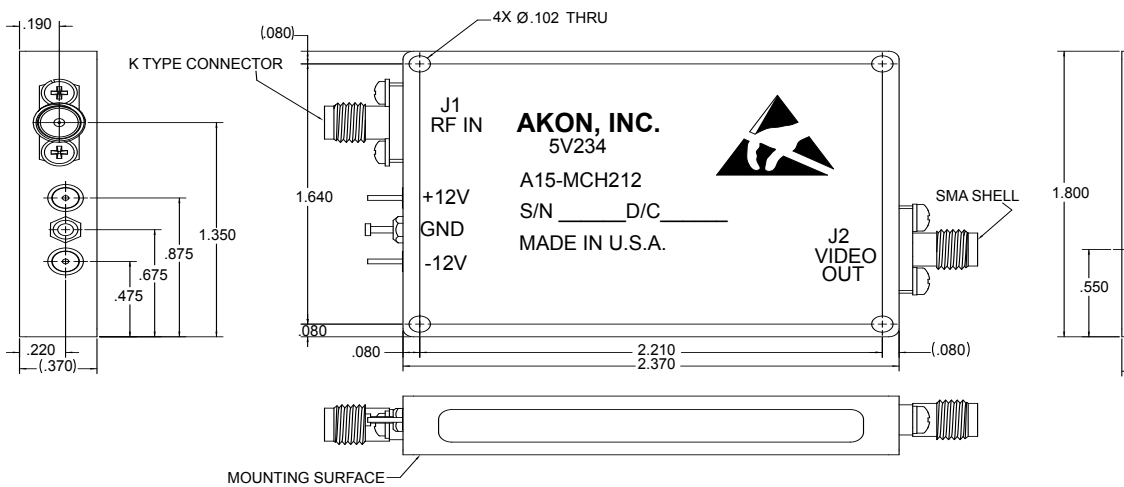 .190
(.080)
4X Ø.102 THRU
K TYPE CONNECTOR
J1
RF IN
AKON, INC.
5V234
A15-MCH212
S/N ______D/C______
MADE IN U.S.A.
+12V
GND
-12V
J2
VIDEO
OUT
SMA SHELL
1.640
1.800
1.350
.875
.675
.475
.550
.220
(.370)
.080
.080
2.210
(.080)
2.370
MOUNTING SURFACE